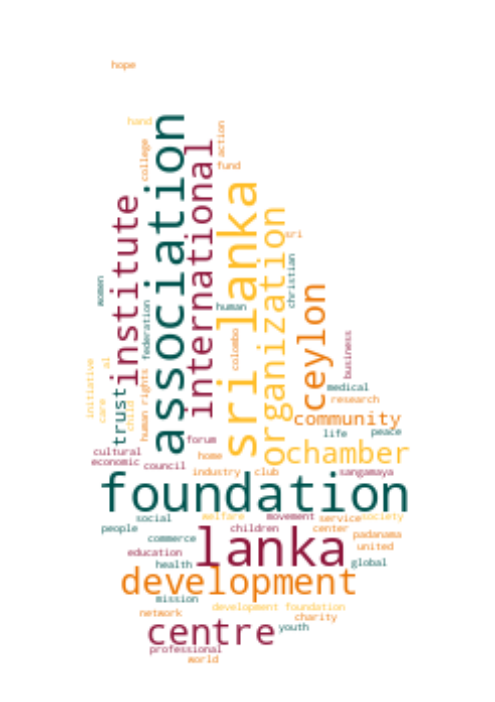 hope
hand
association
action
college
international
fund
sri lanka
institute
organization
sri
christian
women
ceylon
federation
human
colombo
business
initiative
al
care
child
human rights
trust
medical
research
community
life
peace
forum
cultural
chamber
economic
council
home
industry
club
sangamaya
foundation
social
welfare
movement
service
society
people
children
center
commerce
lanka
padanama
education
united
health
global
development
mission
development foundation
network
charity
centre
youth
professional
world